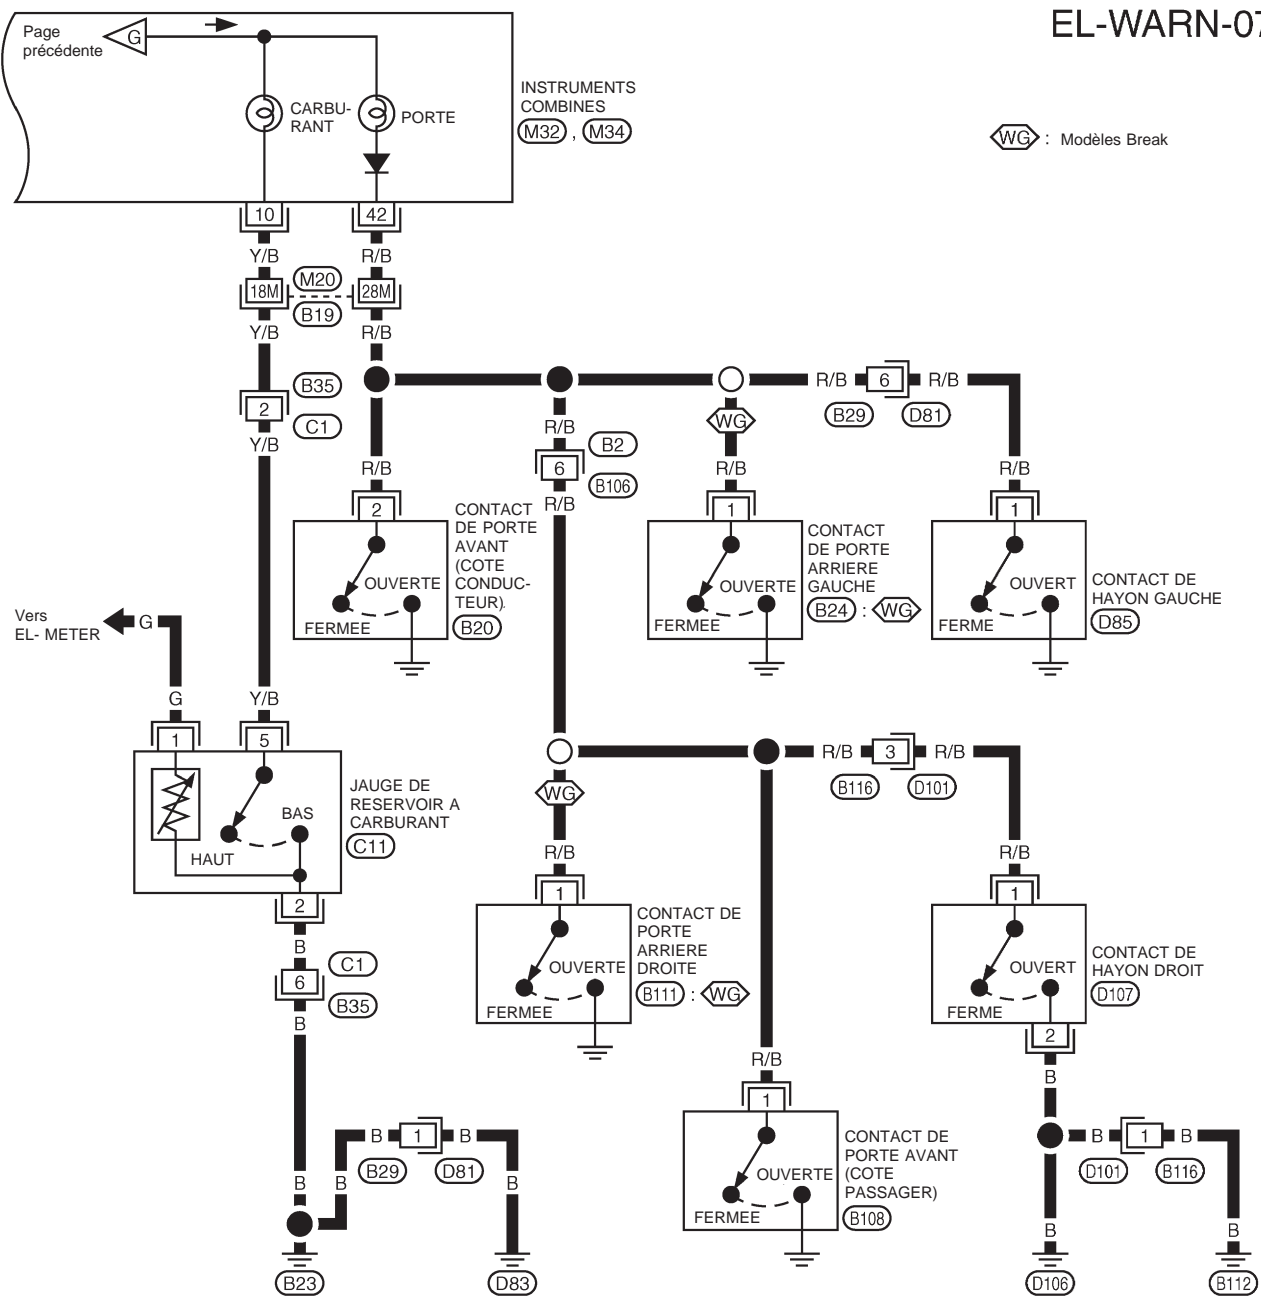 EL-WARN-07
Page
précédente
G
CARBU-
RANT
PORTE
INSTRUMENTS
COMBINES
M32 , M34
WG : Modèles Break
10
42
Y/B
R/B
18M
M20
28M
B19
Y/B
R/B
B35
2
C1
Y/B
R/B
6
R/B
B29
D81
WG
R/B
B2
6
B106
R/B
R/B
R/B
R/B
2
1
1
CONTACT
DE PORTE
AVANT
(COTE
CONDUC-
TEUR)
B20
OUVERTE
FERMEE
CONTACT
DE PORTE
ARRIERE
GAUCHE
B24 : WG
OUVERTE
FERMEE
CONTACT DE
HAYON GAUCHE
D85
OUVERT
FERME
Vers
EL- METER
G
G
Y/B
1
5
JAUGE DE
RESERVOIR A
CARBURANT
C11
BAS
HAUT
2
B
C1
6
B35
B
WG
R/B
3
R/B
B116
D101
R/B
R/B
1
1
CONTACT DE
PORTE
ARRIERE
DROITE
B111 : WG
OUVERTE
FERMEE
CONTACT DE
HAYON DROIT
D107
OUVERT
FERME
2
B
R/B
1
CONTACT DE
PORTE AVANT
(COTE
PASSAGER)
B108
OUVERTE
FERMEE
B
1
B
B29
D81
B
B
B
B
1
B
D101
B116
B
B
B23
D83
D106
B112